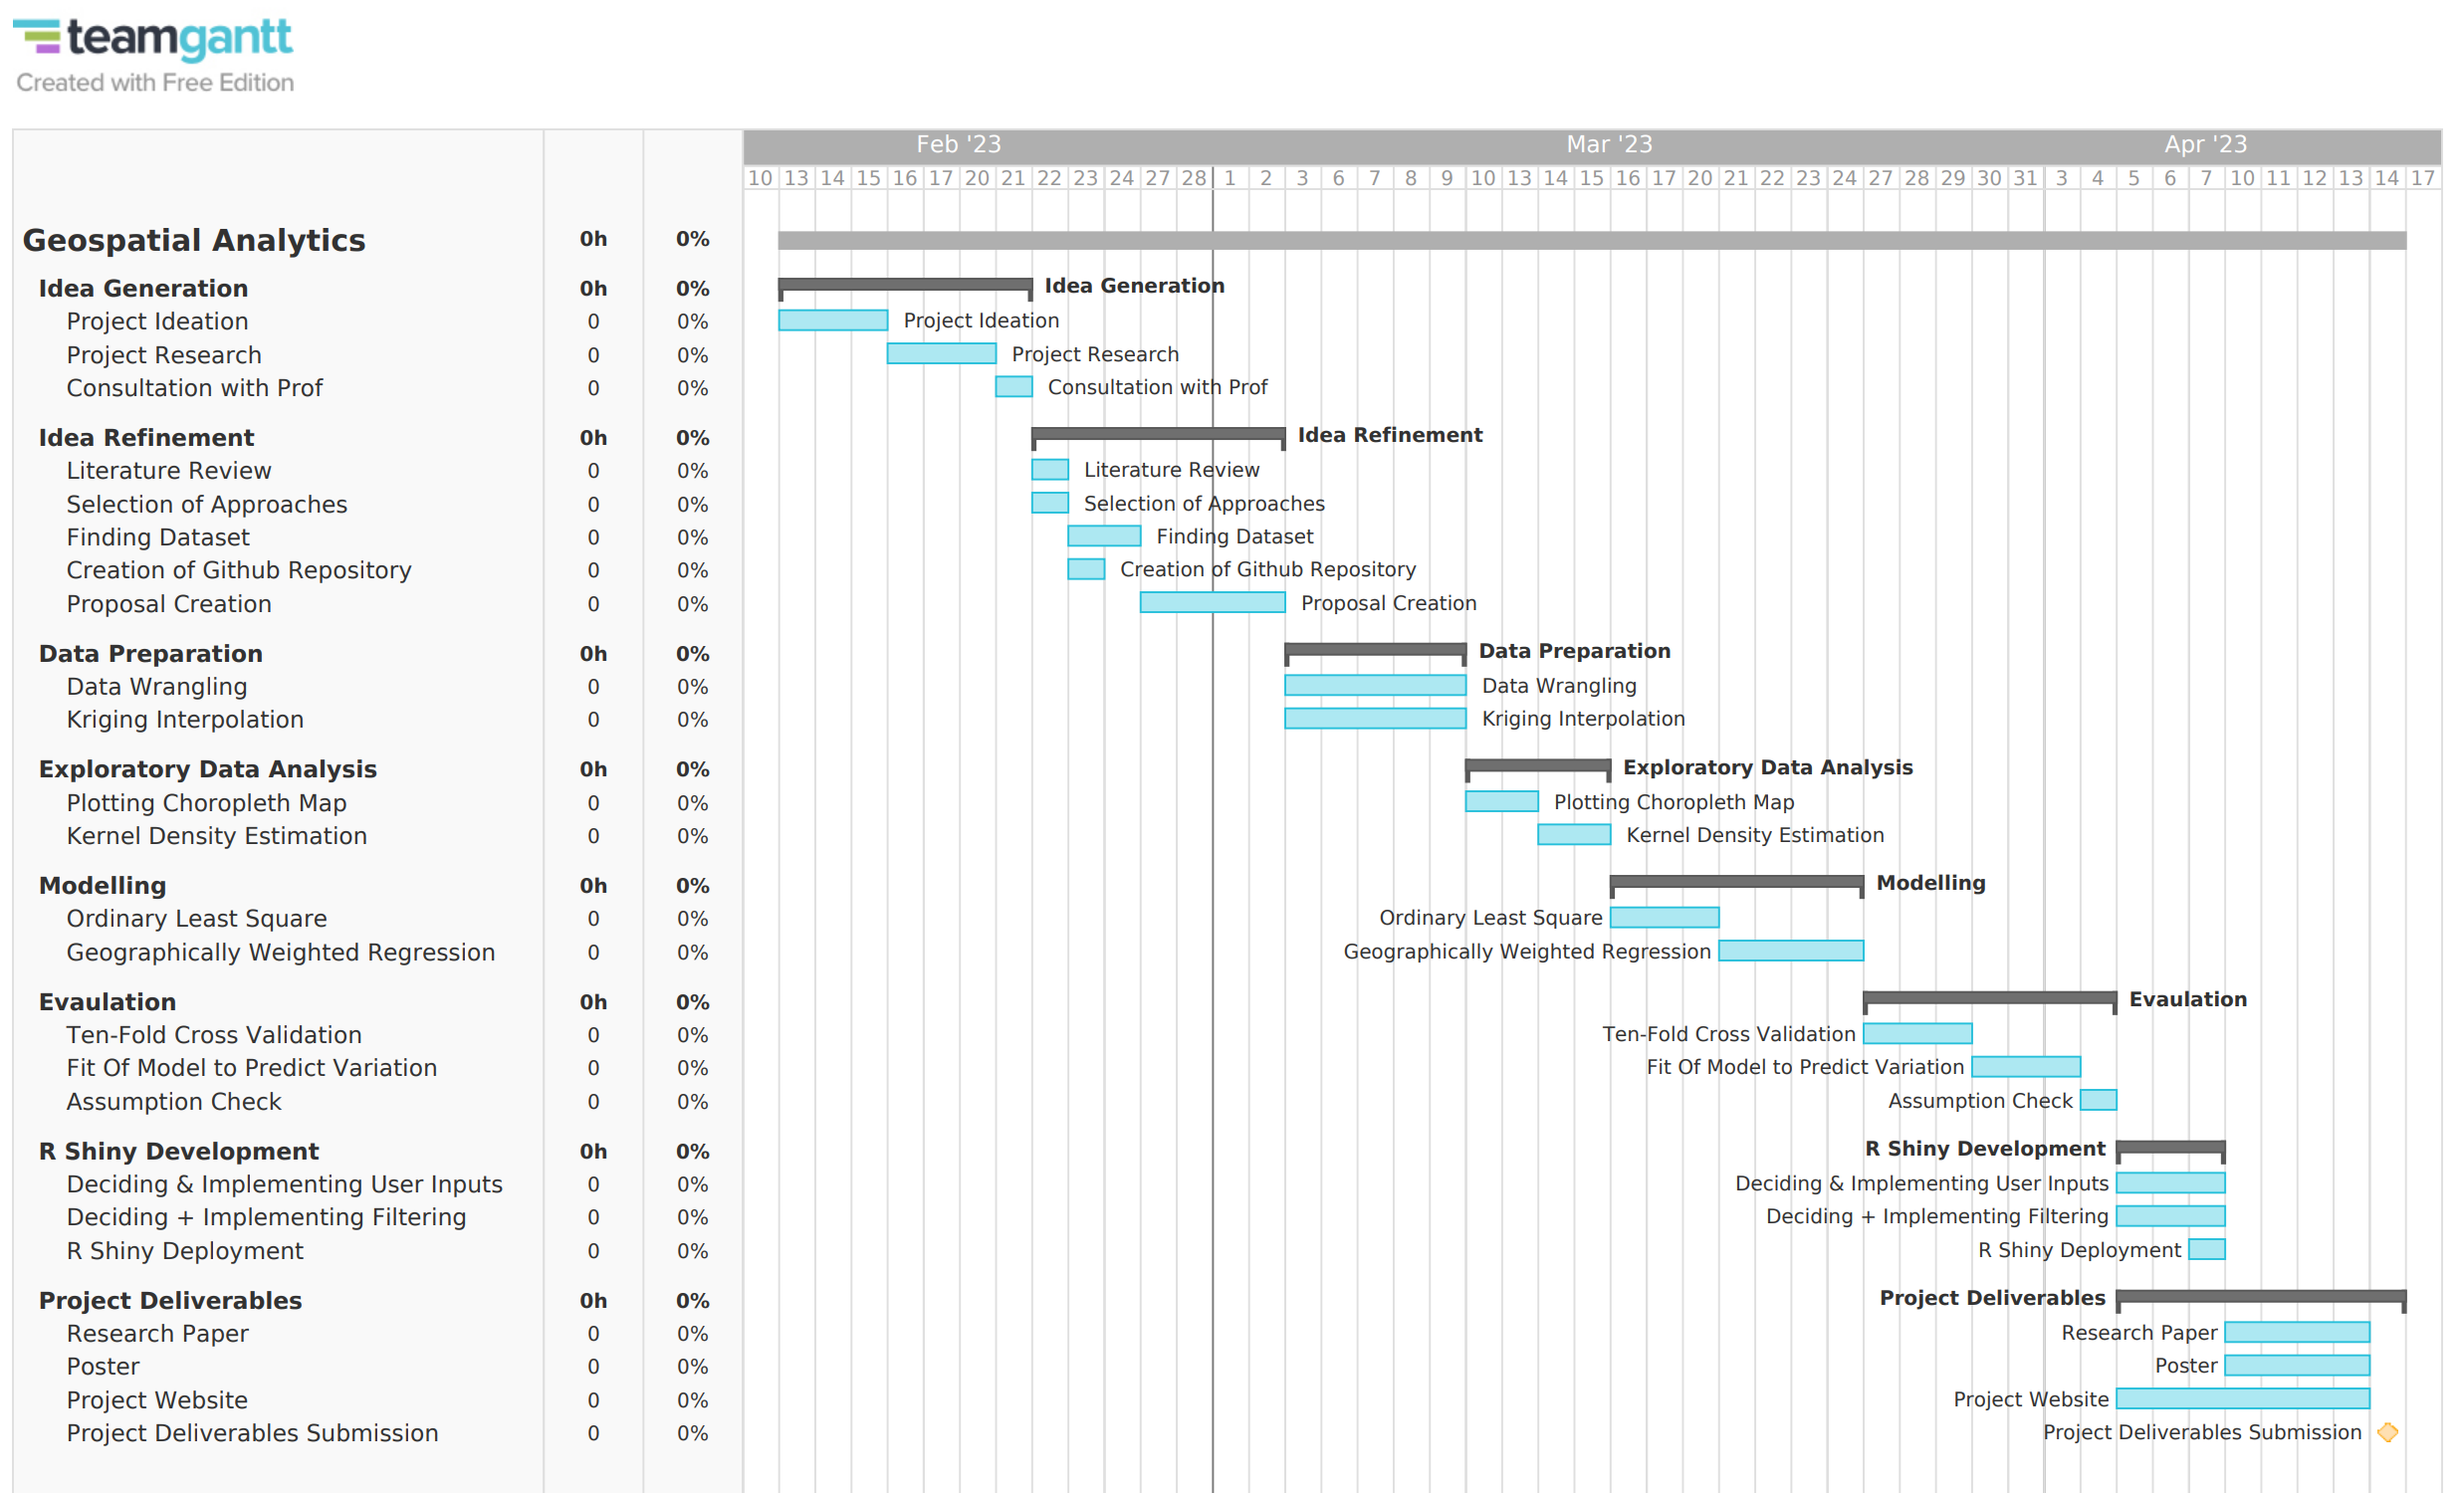 teamgantt
Created with Free Edition
Feb '23 Mar '23 Apr '23
10 13 14 15 16 17 20 21 22 23 24 27 28 1 2 3 6 7 8 9 10 13 14 15 16 17 20 21 22 23 24 27 28 29 30 31 3 4 5 6 7 10 11 12 13 14 17
Geospatial Analytics 0h 0%
Idea Generation 0h 0% Idea Generation
Project Ideation 0 0% Project Ideation
Project Research 0 0% Project Research
Consultation with Prof 0 0% Consultation with Prof
Idea Refinement 0h 0% Idea Refinement
Literature Review 0 0% Literature Review
Selection of Approaches 0 0% Selection of Approaches
Finding Dataset 0 0% Finding Dataset
Creation of Github Repository 0 0% Creation of Github Repository
Proposal Creation 0 0% Proposal Creation
Data Preparation 0h 0% Data Preparation
Data Wrangling 0 0% Data Wrangling
Kriging Interpolation 0 0% Kriging Interpolation
Exploratory Data Analysis 0h 0% Exploratory Data Analysis
Plotting Choropleth Map 0 0% Plotting Choropleth Map
Kernel Density Estimation 0 0% Kernel Density Estimation
Modelling 0h 0% Modelling
Ordinary Least Square 0 0% Ordinary Least Square
Geographically Weighted Regression 0 0% Geographically Weighted Regression
Evaulation 0h 0% Evaulation
Ten-Fold Cross Validation 0 0% Ten-Fold Cross Validation
Fit Of Model to Predict Variation 0 0% Fit Of Model to Predict Variation
Assumption Check 0 0% Assumption Check
R Shiny Development 0h 0% R Shiny Development
Deciding & Implementing User Inputs 0 0% Deciding & Implementing User Inputs
Deciding + Implementing Filtering 0 0% Deciding + Implementing Filtering
R Shiny Deployment 0 0% R Shiny Deployment
Project Deliverables 0h 0% Project Deliverables
Research Paper 0 0% Research Paper
Poster 0 0% Poster
Project Website 0 0% Project Website
Project Deliverables Submission 0 0% Project Deliverables Submission